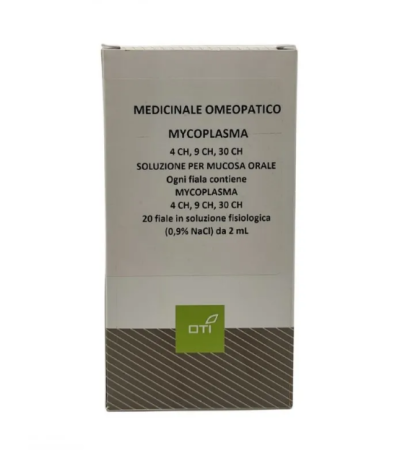 MEDICINALE OMEOPATICO
MYCOPLASMA
4 CH, 9 CH, 30 CH
SOLUZIONE PER MUCOSA ORALE
Ogni fiala contiene
MYCOPLASMA
4 CH, 9 CH, 30 CH
20 fiale in soluzione fisiologica
(0,9% NaCl) da 2 mL
OTI